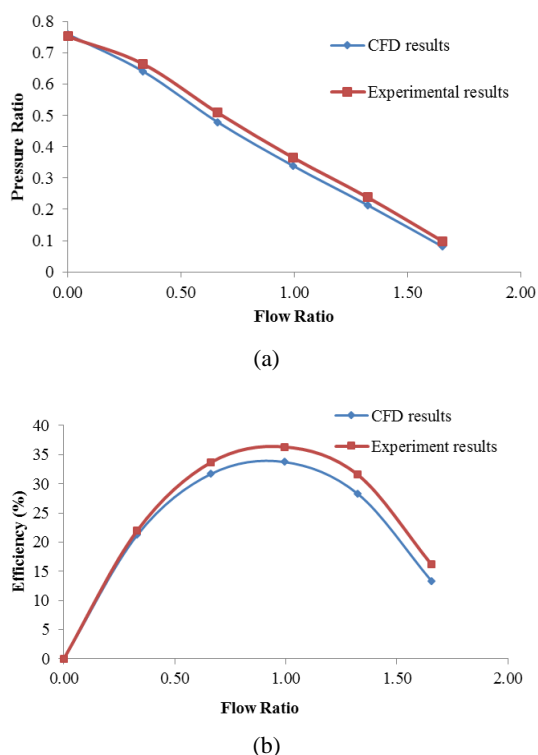 0.8
0.7
0.6
0.5
0.4
0.3
0.2
0.1
0
Pressure Ratio
CFD results
Experimental results
0.00 0.50 1.00 1.50 2.00
Flow Ratio
(a)
40
35
30
25
20
15
10
5
0
Efficiency (%)
CFD results
Experiment results
0.00 0.50 1.00 1.50 2.00
Flow Ratio
(b)